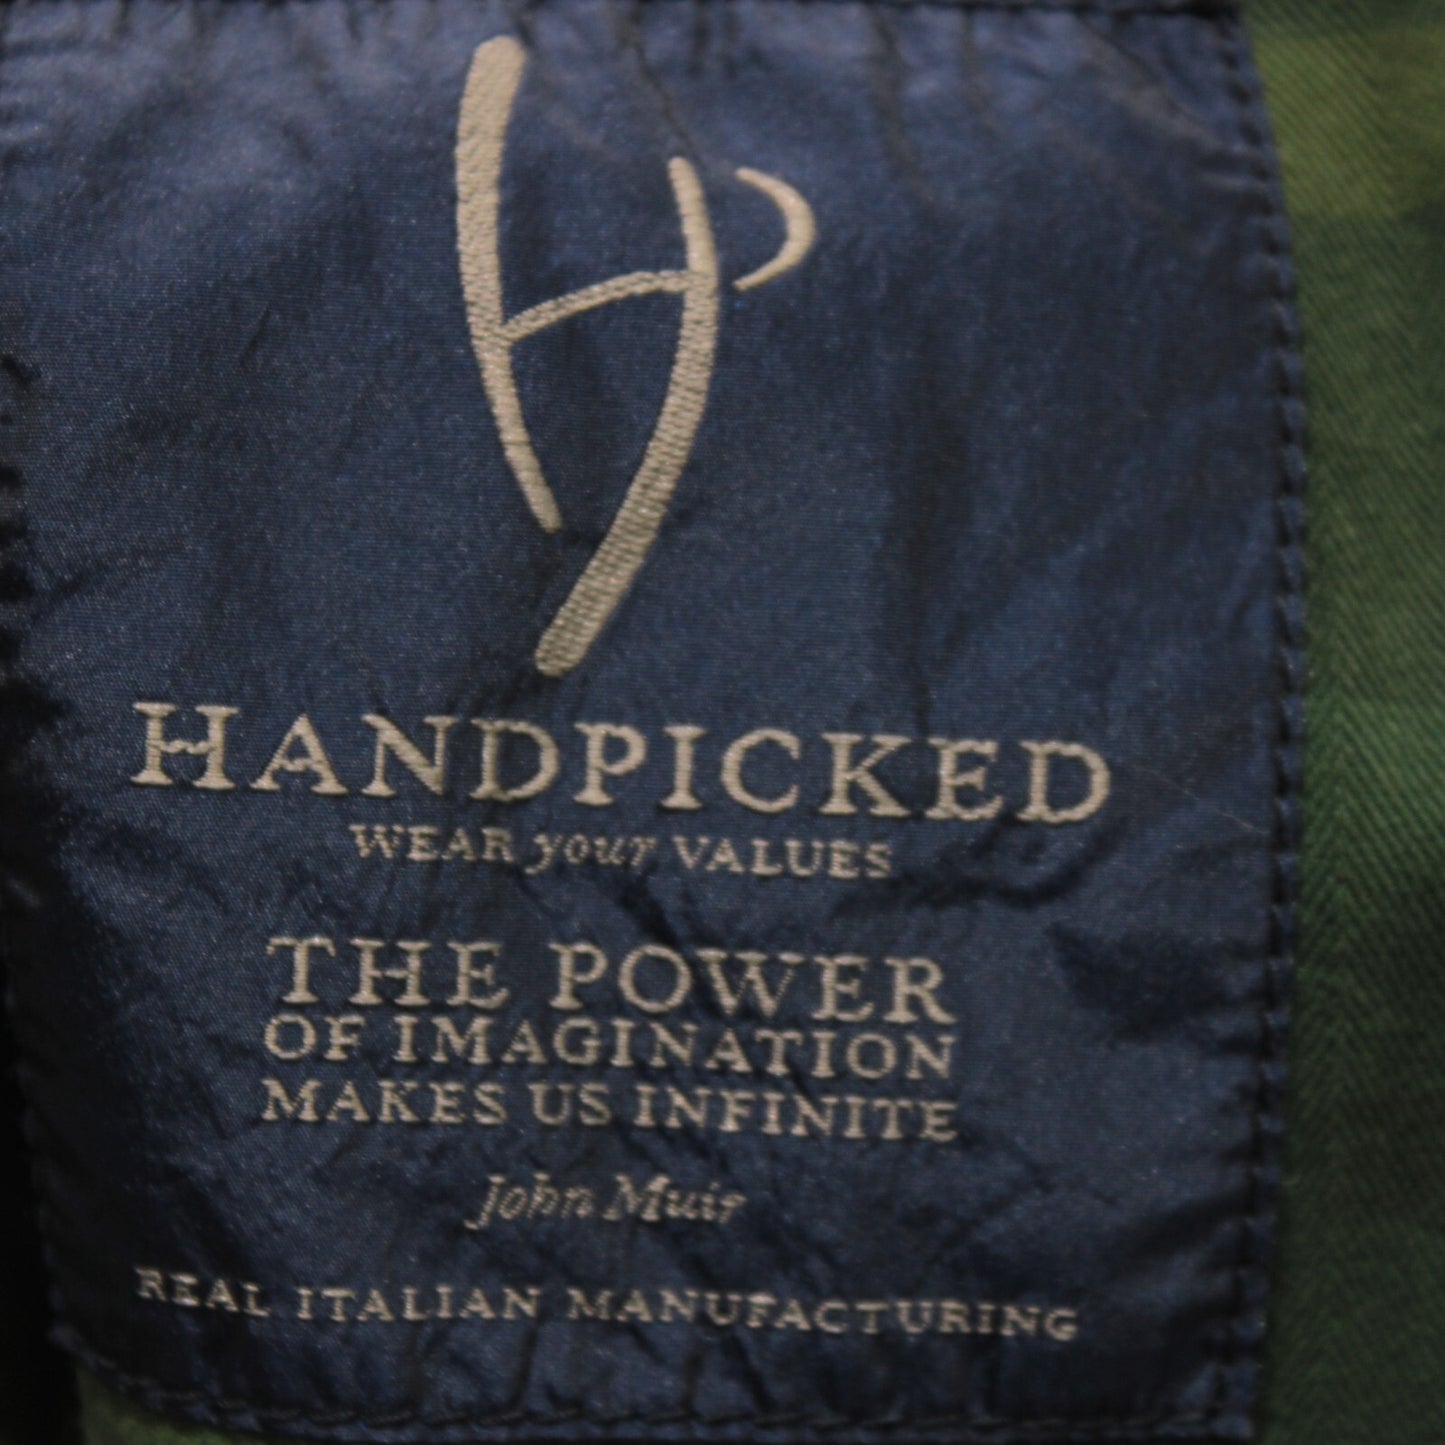 HANDPICKED
WEAR your VALUES
THE POWER
OF IMAGINATION
MAKES US INFINITE
John Muir
REAL ITALIAN MANUFACTURING